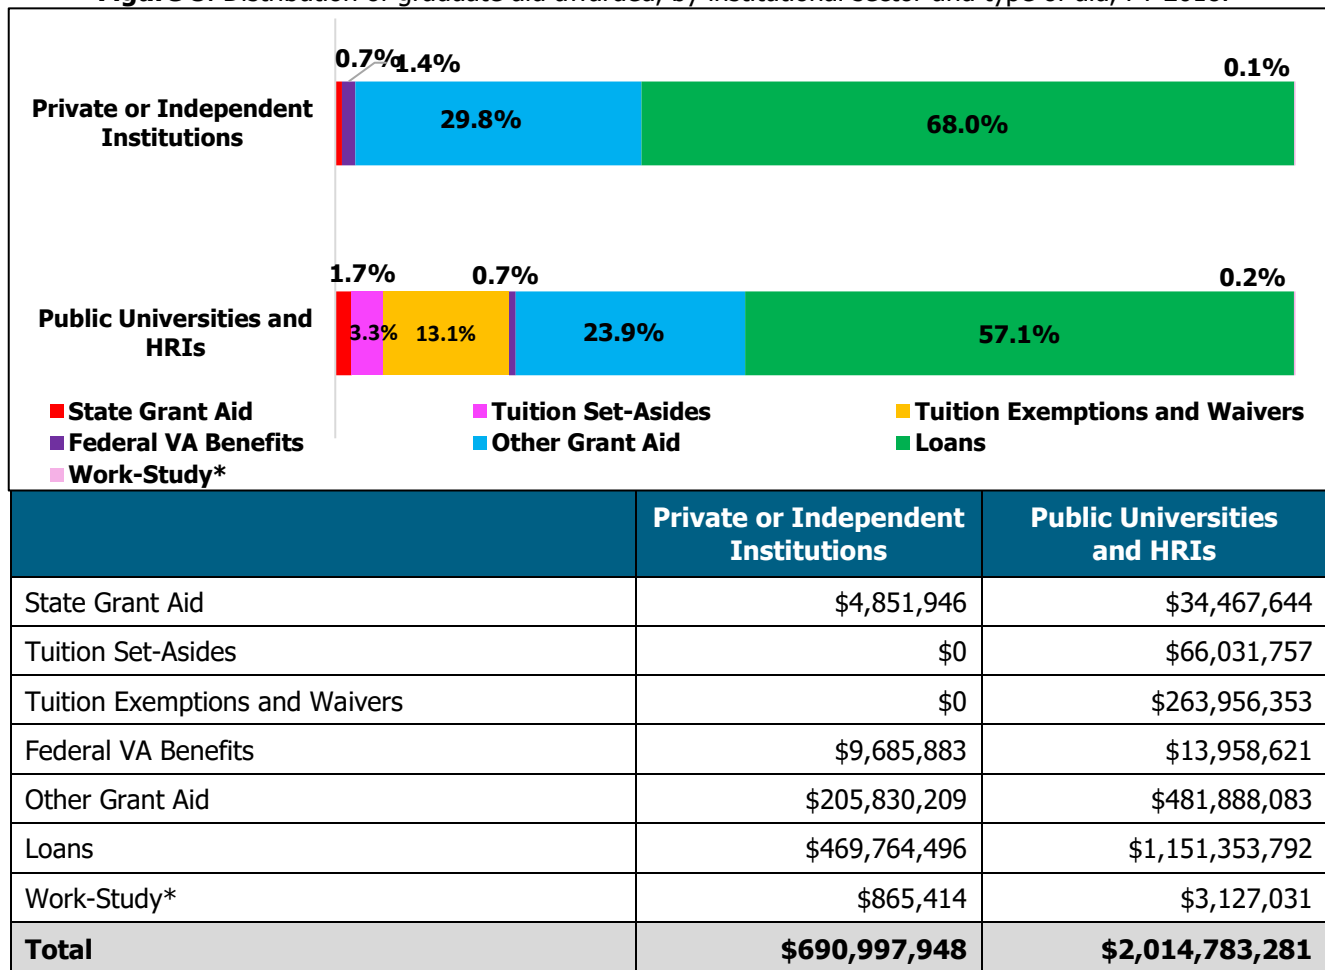 0.7%
1.4%
0.1%
Private or Independent
Institutions
29.8%
68.0%
1.7%
0.7%
0.2%
Public Universities and
HRIs
3.3%
13.1%
23.9%
57.1%
State Grant Aid
Tuition Set-Asides
Tuition Exemptions and Waivers
Federal VA Benefits
Other Grant Aid
Loans
Work-Study*
Private or Independent
Institutions
Public Universities
and HRIs
State Grant Aid $4,851,946 $34,467,644
Tuition Set-Asides $0 $66,031,757
Tuition Exemptions and Waivers $0 $263,956,353
Federal VA Benefits $9,685,883 $13,958,621
Other Grant Aid $205,830,209 $481,888,083
Loans $469,764,496 $1,151,353,792
Work-Study* $865,414 $3,127,031
Total $690,997,948 $2,014,783,281